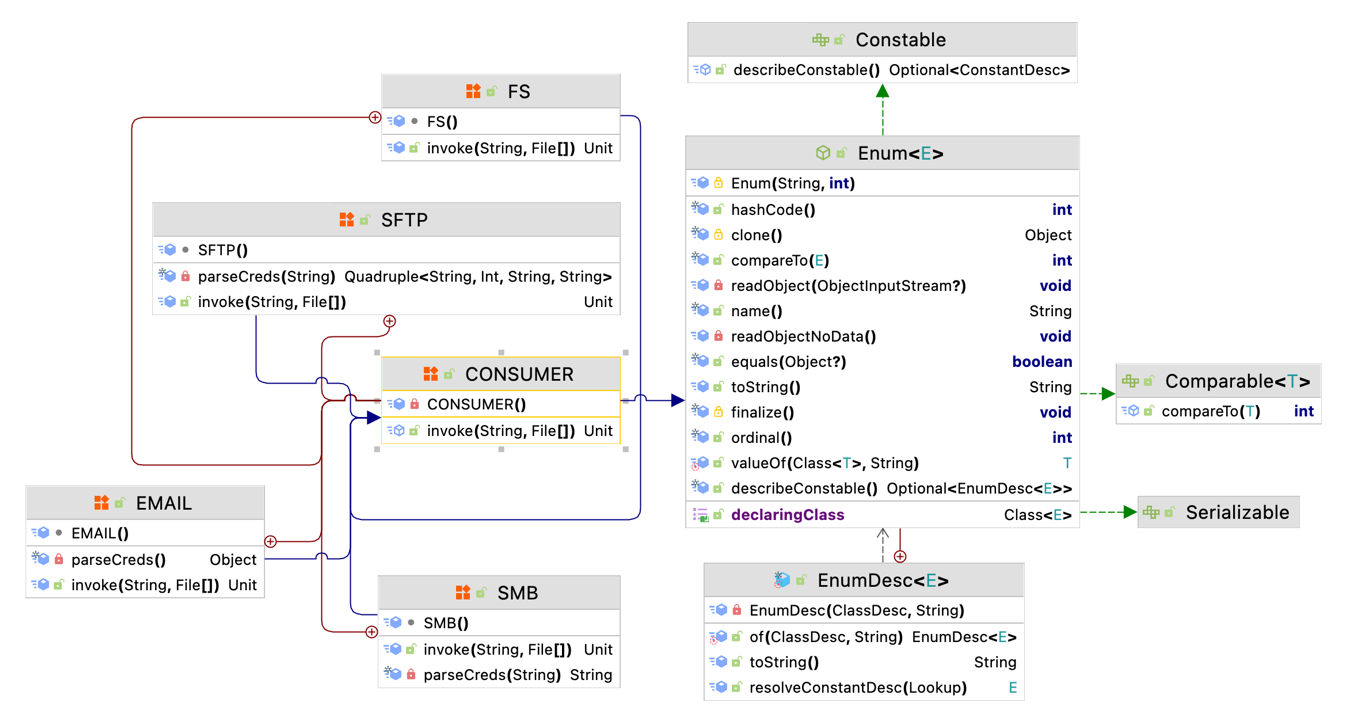 Constable
describeConstable() Optional<ConstantDesc>
FS
FS()
invoke(String, File[]) Unit
Enum<E>
Enum(String, int)
hashCode() int
clone() Object
compareTo(E) int
readObject(ObjectInputStream?) void
name() String
readObjectNoData() void
equals(Object?) boolean
toString() String
finalize() void
ordinal() int
valueOf(Class<T>, String) T
describeConstable() Optional<EnumDesc<E>>
declaringClass Class<E>
SFTP
SFTP()
parseCreds(String) Quadruple<String, Int, String, String>
invoke(String, File[]) Unit
CONSUMER
CONSUMER()
invoke(String, File[]) Unit
Comparable<T>
compareTo(T) int
Serializable
EMAIL
EMAIL()
parseCreds() Object
invoke(String, File[]) Unit
SMB
SMB()
invoke(String, File[]) Unit
parseCreds(String) String
EnumDesc<E>
EnumDesc(ClassDesc, String)
of(ClassDesc, String) EnumDesc<E>
toString() String
resolveConstantDesc(Lookup) E